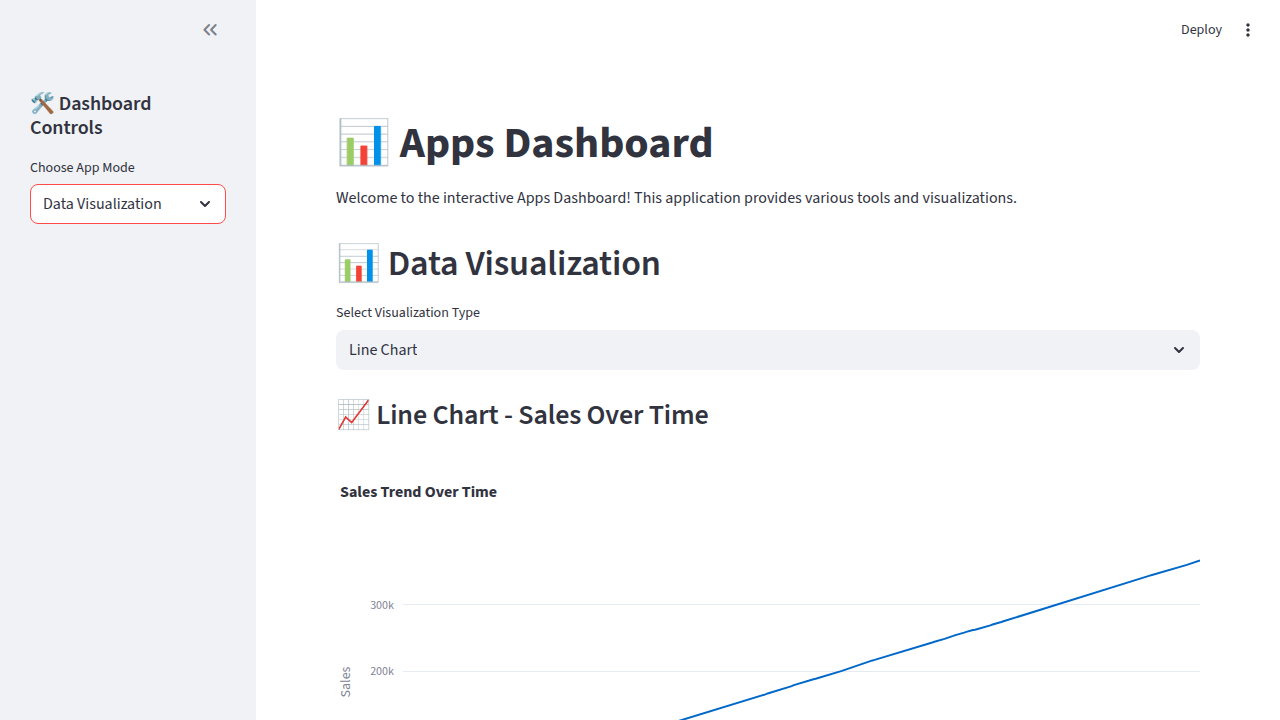 Deploy
🛠️ Dashboard
Controls
Choose App Mode
Data Visualization
📊 Apps Dashboard
Welcome to the interactive Apps Dashboard! This application provides various tools and visualizations.
📊 Data Visualization
Select Visualization Type
Line Chart
📈 Line Chart - Sales Over Time
Sales Trend Over Time
300k
200k
Sales